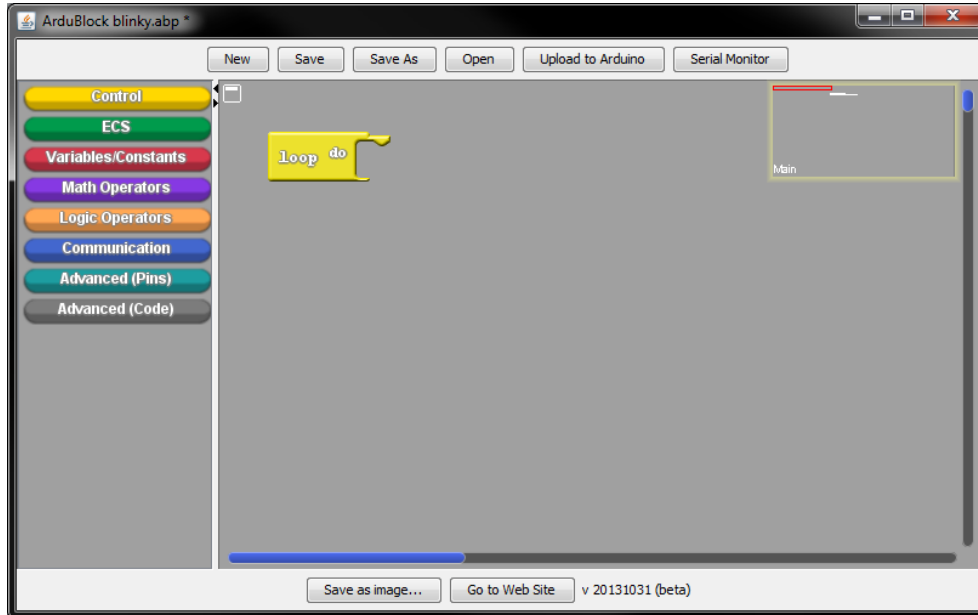 ArduBlock blinky.abp *
New Save Save As Open Upload to Arduino Serial Monitor
Control
ECS
Variables/Constants
Math Operators
Logic Operators
Communication
Advanced (Pins)
Advanced (Code)
loop do
Main
Save as image... Go to Web Site v 20131031 (beta)